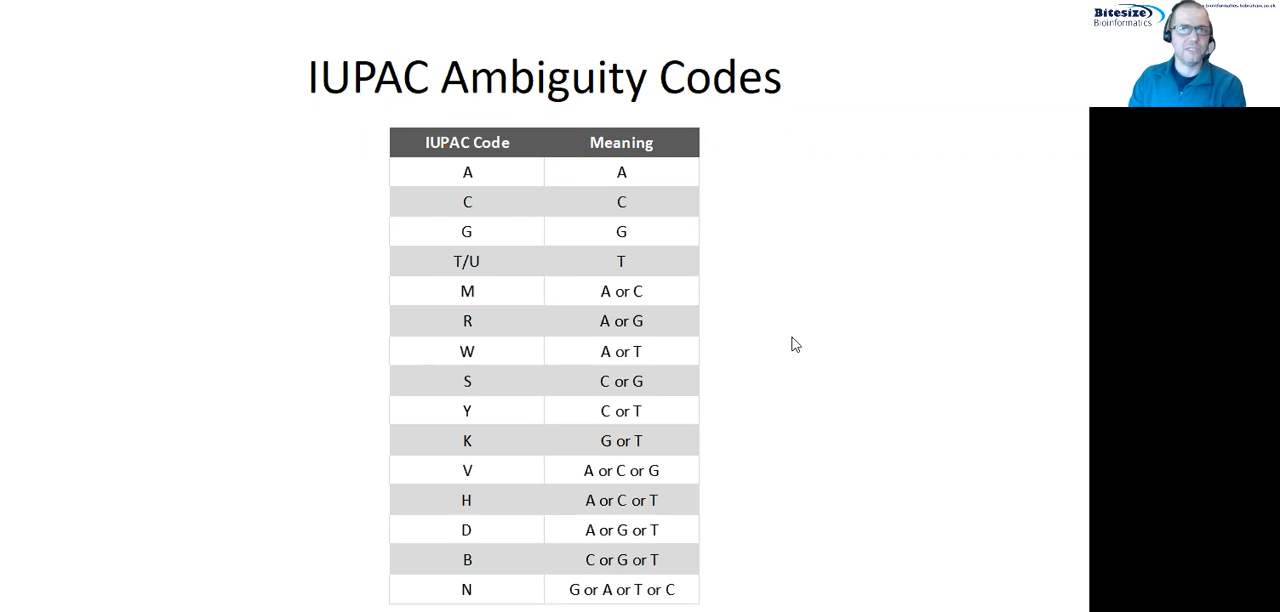 Bitesize
Bioinformatics
IUPAC Ambiguity Codes
IUPAC Code Meaning
A A
C C
G G
T/U T
M A or C
R A or G
W A or T
S C or G
Y C or T
K G or T
V A or C or G
H A or C or T
D A or G or T
B C or G or T
N G or A or T or C